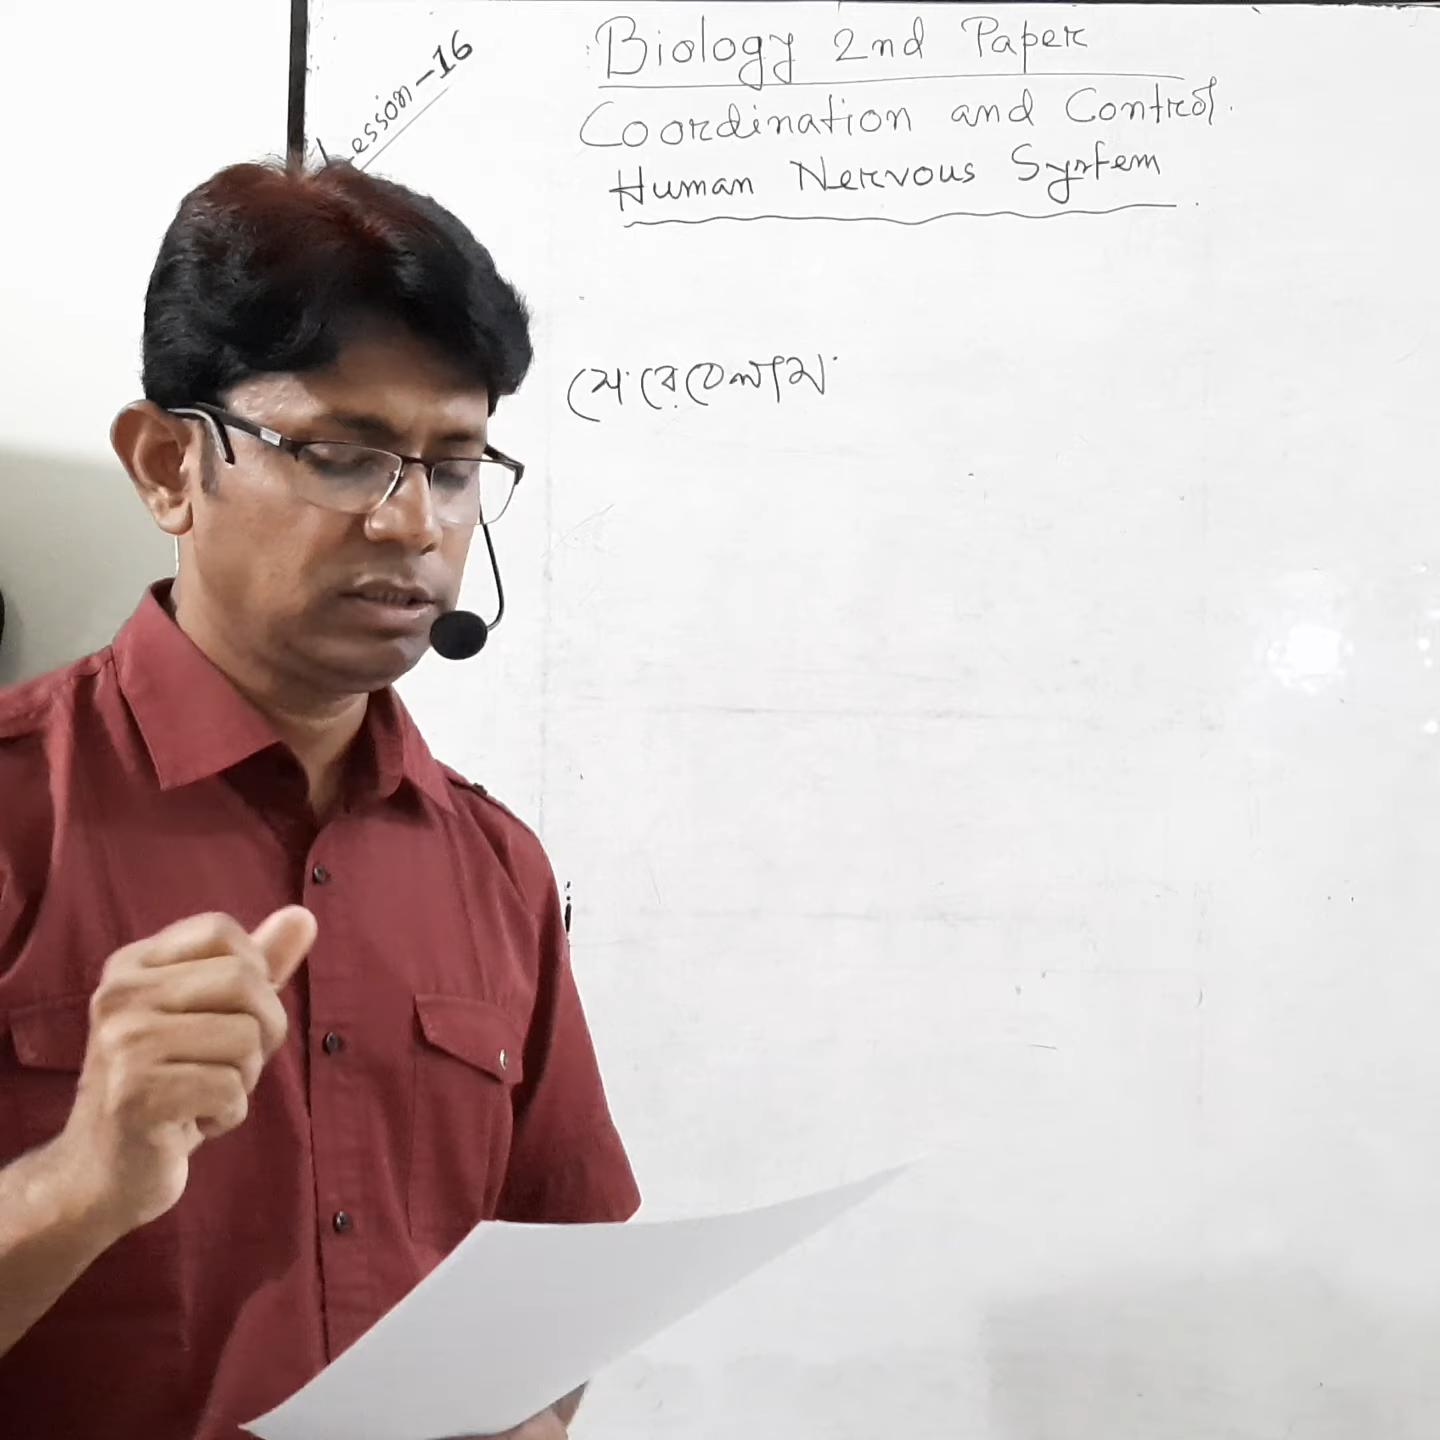 Lesson-16
Biology 2nd Paper
Coordination and Control.
Human Nervous System
সেরেবেলাম